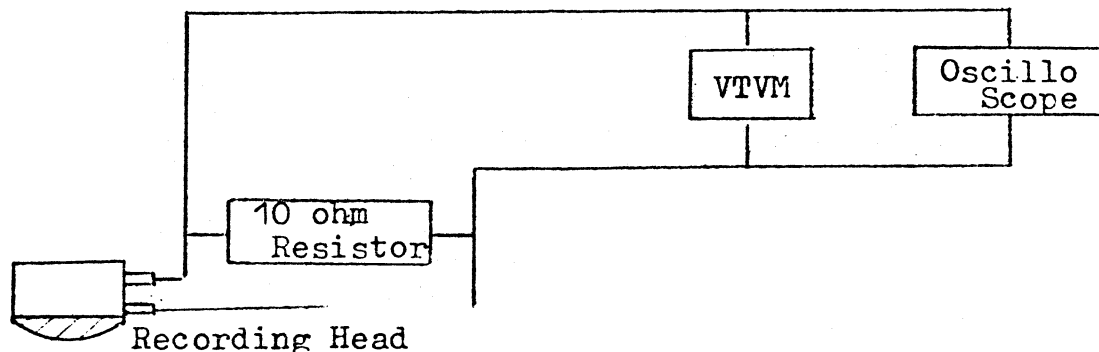 VTVM
Oscillo
Scope
10 ohm
Resistor
Recording Head